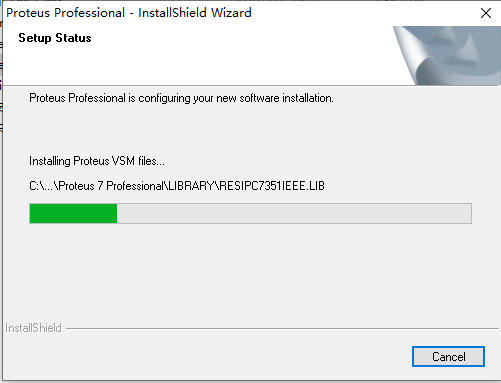 Proteus Professional - InstallShield Wizard
Setup Status
Proteus Professional is configuring your new software installation.
Installing Proteus VSM files...
C:\...\Proteus 7 Professional\LIBRARY\RESIPC7351IEEE.LIB
InstallShield
Cancel